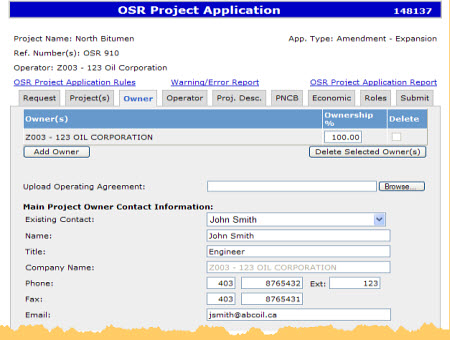 OSR Project Application 148137
Project Name: North Bitumen App. Type: Amendment - Expansion
Ref. Number(s): OSR 910
Operator: Z003 - 123 Oil Corporation
OSR Project Application Rules Warning/Error Report OSR Project Application Report
Request Project(s) Owner Operator Proj. Desc. PNCB Economic Roles Submit
Owner(s) Ownership % Delete
Z003 - 123 OIL CORPORATION 100.00
Add Owner Delete Selected Owner(s)
Upload Operating Agreement: Browse...
Main Project Owner Contact Information:
Existing Contact: John Smith
Name: John Smith
Title: Engineer
Company Name: Z003 - 123 OIL CORPORATION
Phone: 403 8765432 Ext: 123
Fax: 403 8765431
Email: jsmith@abcoil.ca